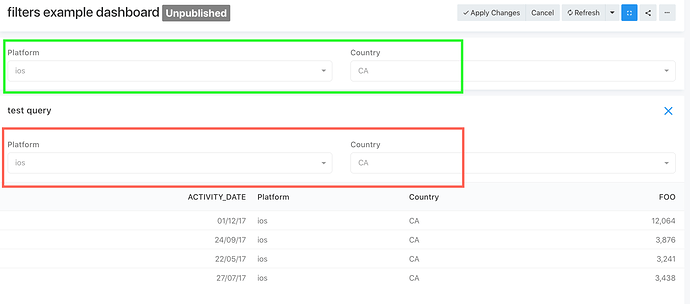 filters example dashboard Unpublished Apply Changes Cancel Refresh
Platform Country
ios CA
test query
Platform Country
ios CA
ACTIVITY_DATE Platform Country FOO
01/12/17 ios CA 12,064
24/09/17 ios CA 3,876
22/05/17 ios CA 3,241
27/07/17 ios CA 3,438